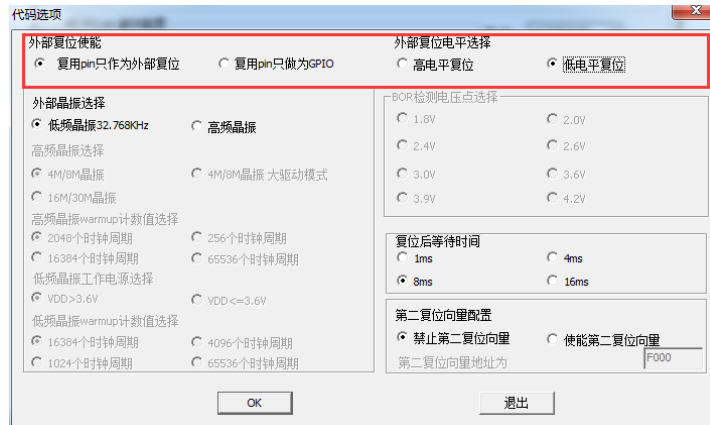 代码选项
外部复位使能
复用pin只作为外部复位
复用pin只做为GPIO
外部复位电平选择
高电平复位
低电平复位
外部晶振选择
低频晶振32.768KHz
高频晶振
高频晶振选择
4M/8M晶振
4M/8M晶振 大驱动模式
16M/30M晶振
高频晶振warmup计数值选择
2048个时钟周期
256个时钟周期
16384个时钟周期
65536个时钟周期
低频晶振工作电源选择
VDD>3.6V
VDD<=3.6V
低频晶振warmup计数值选择
16384个时钟周期
4096个时钟周期
1024个时钟周期
65536个时钟周期
BOR检测电压点选择
1.8V
2.0V
2.4V
2.6V
3.0V
3.6V
3.9V
4.2V
复位后等待时间
1ms
4ms
8ms
16ms
第二复位向量配置
禁止第二复位向量
使能第二复位向量
第二复位向量地址为
F000
OK
退出